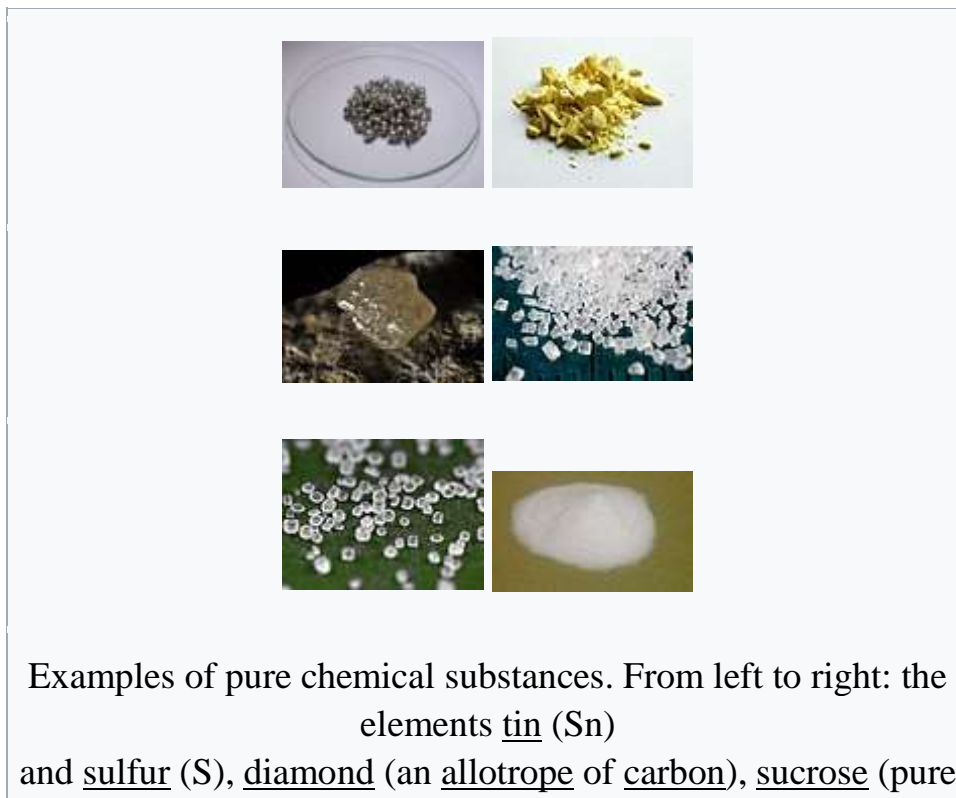 Examples of pure chemical substances. From left to right: the
elements tin (Sn)
and sulfur (S), diamond (an allotrope of carbon), sucrose (pure